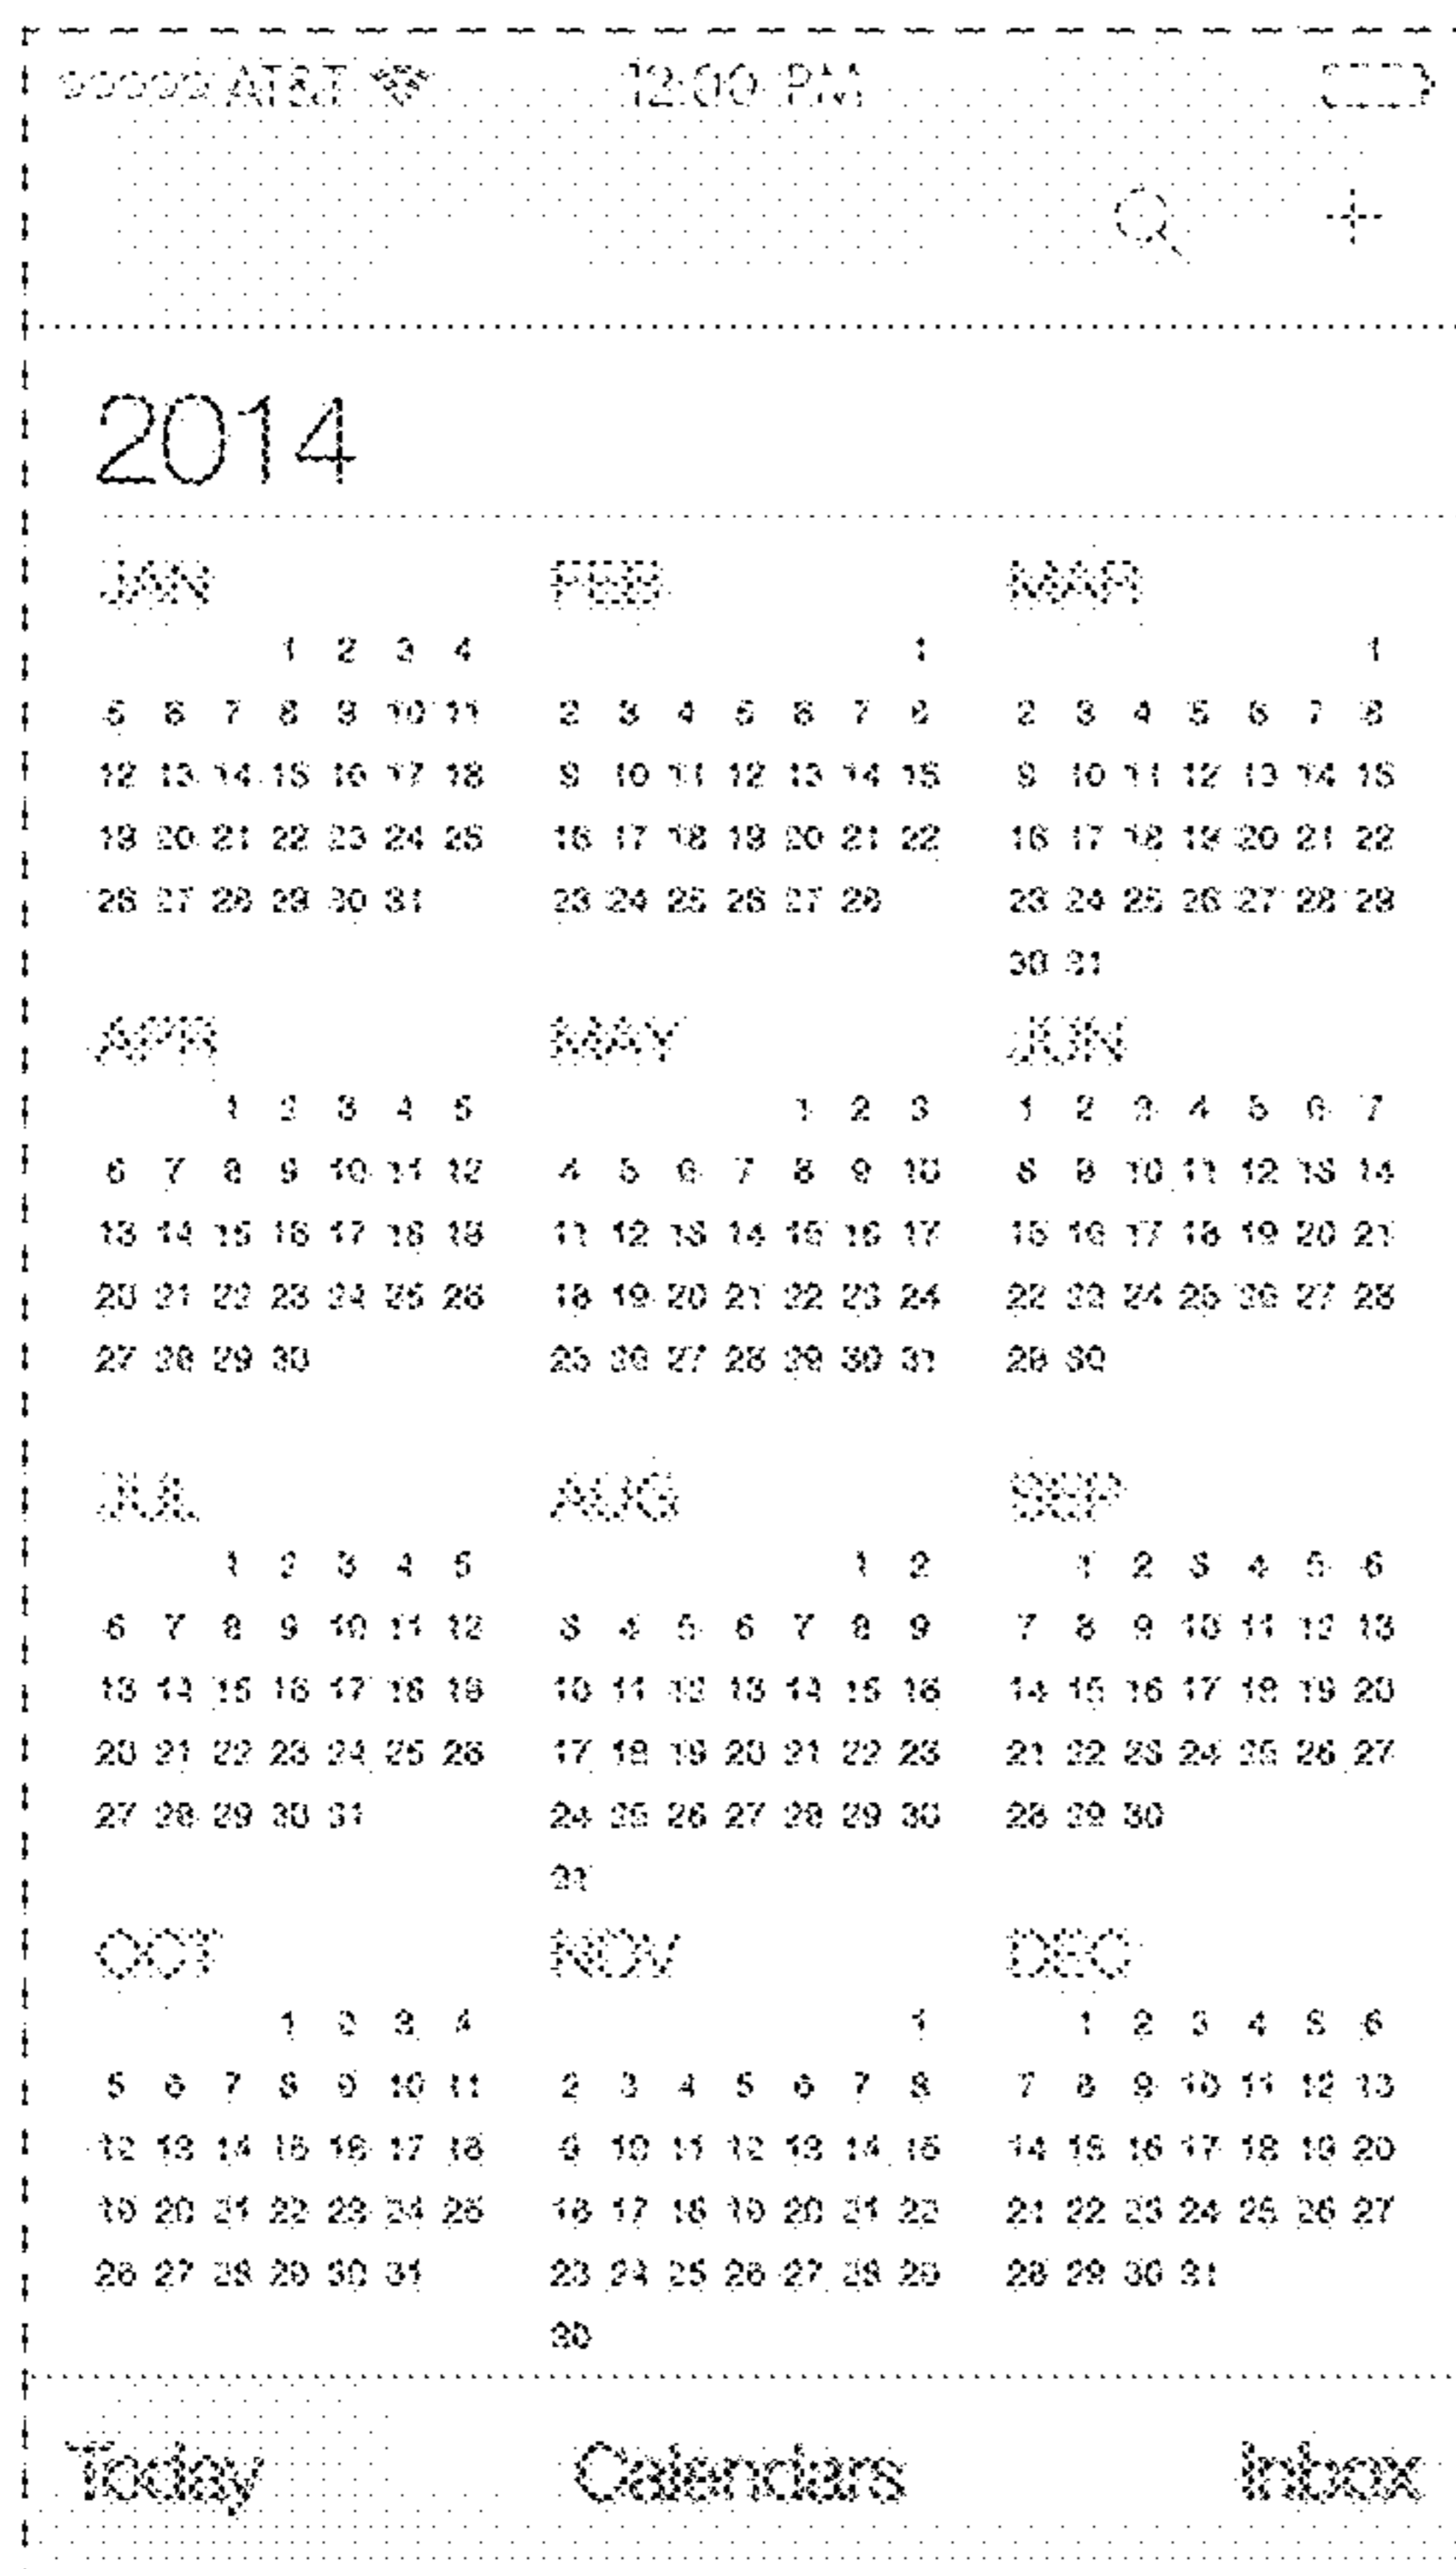 AT&T 12:00 PM
2014
JAN FEB MAR
1 2 3 4 1 1
5 6 7 8 9 10 11 2 3 4 5 6 7 8 2 3 4 5 6 7 8
12 13 14 15 16 17 18 9 10 11 12 13 14 15 9 10 11 12 13 14 15
19 20 21 22 23 24 25 16 17 18 19 20 21 22 16 17 18 19 20 21 22
26 27 28 29 30 31 23 24 25 26 27 28 23 24 25 26 27 28 29
30 31
APR MAY JUN
1 2 3 4 5 1 2 3 1 2 3 4 5 6 7
6 7 8 9 10 11 12 4 5 6 7 8 9 10 8 9 10 11 12 13 14
13 14 15 16 17 18 19 11 12 13 14 15 16 17 15 16 17 18 19 20 21
20 21 22 23 24 25 26 18 19 20 21 22 23 24 22 23 24 25 26 27 28
27 28 29 30 25 26 27 28 29 30 31 29 30
JUL AUG SEP
1 2 3 4 5 1 2 1 2 3 4 5 6
6 7 8 9 10 11 12 3 4 5 6 7 8 9 7 8 9 10 11 12 13
13 14 15 16 17 18 19 10 11 12 13 14 15 16 14 15 16 17 18 19 20
20 21 22 23 24 25 26 17 18 19 20 21 22 23 21 22 23 24 25 26 27
27 28 29 30 31 24 25 26 27 28 29 30 28 29 30
31
OCT NOV DEC
1 2 3 4 1 1 2 3 4 5 6
5 6 7 8 9 10 11 2 3 4 5 6 7 8 7 8 9 10 11 12 13
12 13 14 15 16 17 18 9 10 11 12 13 14 15 14 15 16 17 18 19 20
19 20 21 22 23 24 25 16 17 18 19 20 21 22 21 22 23 24 25 26 27
26 27 28 29 30 31 23 24 25 26 27 28 29 28 29 30 31
30
Today Calendars Inbox